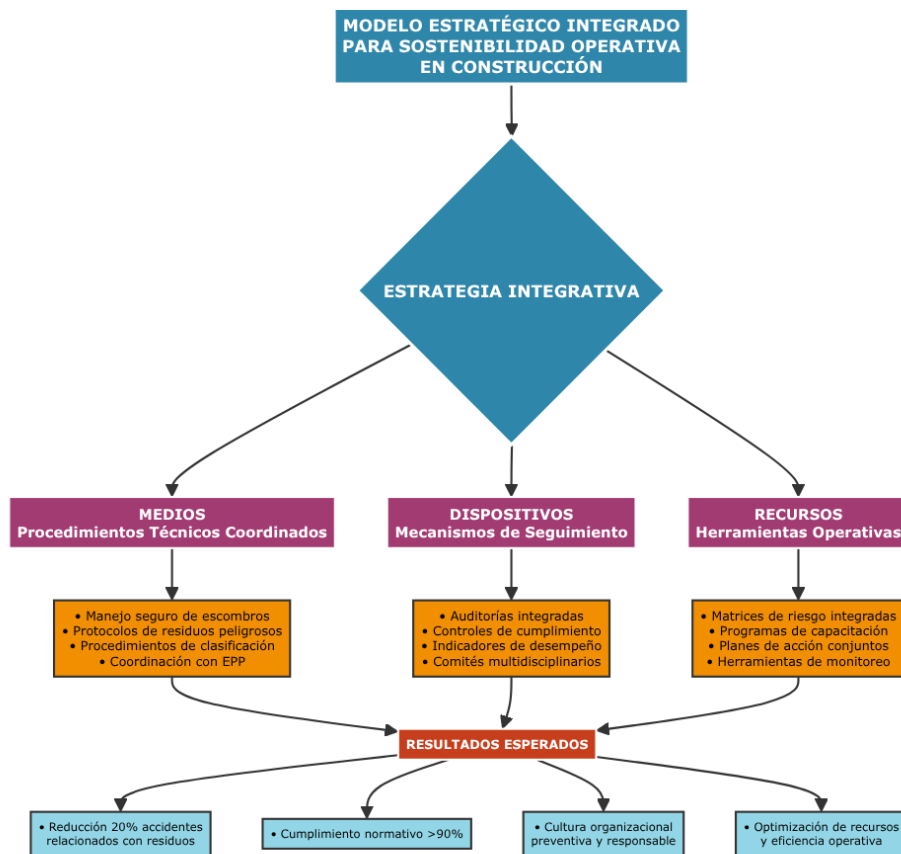 MODELO ESTRATÉGICO INTEGRADO
PARA SOSTENIBILIDAD OPERATIVA
EN CONSTRUCCIÓN
ESTRATEGIA INTEGRATIVA
MEDIOS
Procedimientos Técnicos Coordinados
DISPOSITIVOS
Mecanismos de Seguimiento
RECURSOS
Herramientas Operativas
• Manejo seguro de escombros
• Protocolos de residuos peligrosos
• Procedimientos de clasificación
• Coordinación con EPP
• Auditorías integradas
• Controles de cumplimiento
• Indicadores de desempeño
• Comités multidisciplinarios
• Matrices de riesgo integradas
• Programas de capacitación
• Planes de acción conjuntos
• Herramientas de monitoreo
RESULTADOS ESPERADOS
• Reducción 20% accidentes
relacionados con residuos
• Cumplimiento normativo >90%
• Cultura organizacional
preventiva y responsable
• Optimización de recursos
y eficiencia operativa